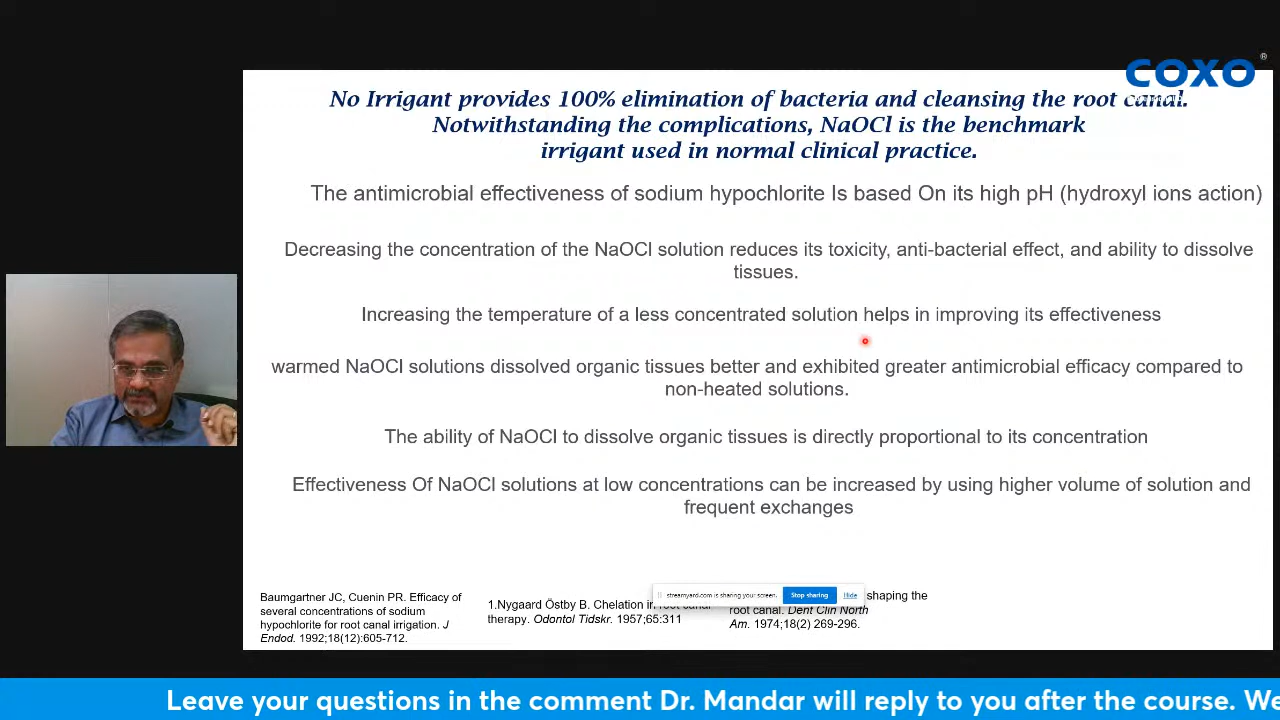 COXO
®
No Irrigant provides 100% elimination of bacteria and cleansing the root canal.
Notwithstanding the complications, NaOCl is the benchmark
irrigant used in normal clinical practice.
The antimicrobial effectiveness of sodium hypochlorite Is based On its high pH (hydroxyl ions action)
Decreasing the concentration of the NaOCl solution reduces its toxicity, anti-bacterial effect, and ability to dissolve
tissues.
Increasing the temperature of a less concentrated solution helps in improving its effectiveness
warmed NaOCl solutions dissolved organic tissues better and exhibited greater antimicrobial efficacy compared to
non-heated solutions.
The ability of NaOCl to dissolve organic tissues is directly proportional to its concentration
Effectiveness Of NaOCl solutions at low concentrations can be increased by using higher volume of solution and
frequent exchanges
Baumgartner JC, Cuenin PR. Efficacy of
several concentrations of sodium
hypochlorite for root canal irrigation. J
Endod. 1992;18(12):605-712.
1.Nygaard Östby B. Chelation in root canal
therapy. Odontol Tidskr. 1957;65:311
shaping the
root canal. Dent Clin North
Am. 1974;18(2) 269-296.
streamyard.com is sharing your screen.
Stop sharing
Hide
Leave your questions in the comment Dr. Mandar will reply to you after the course. We